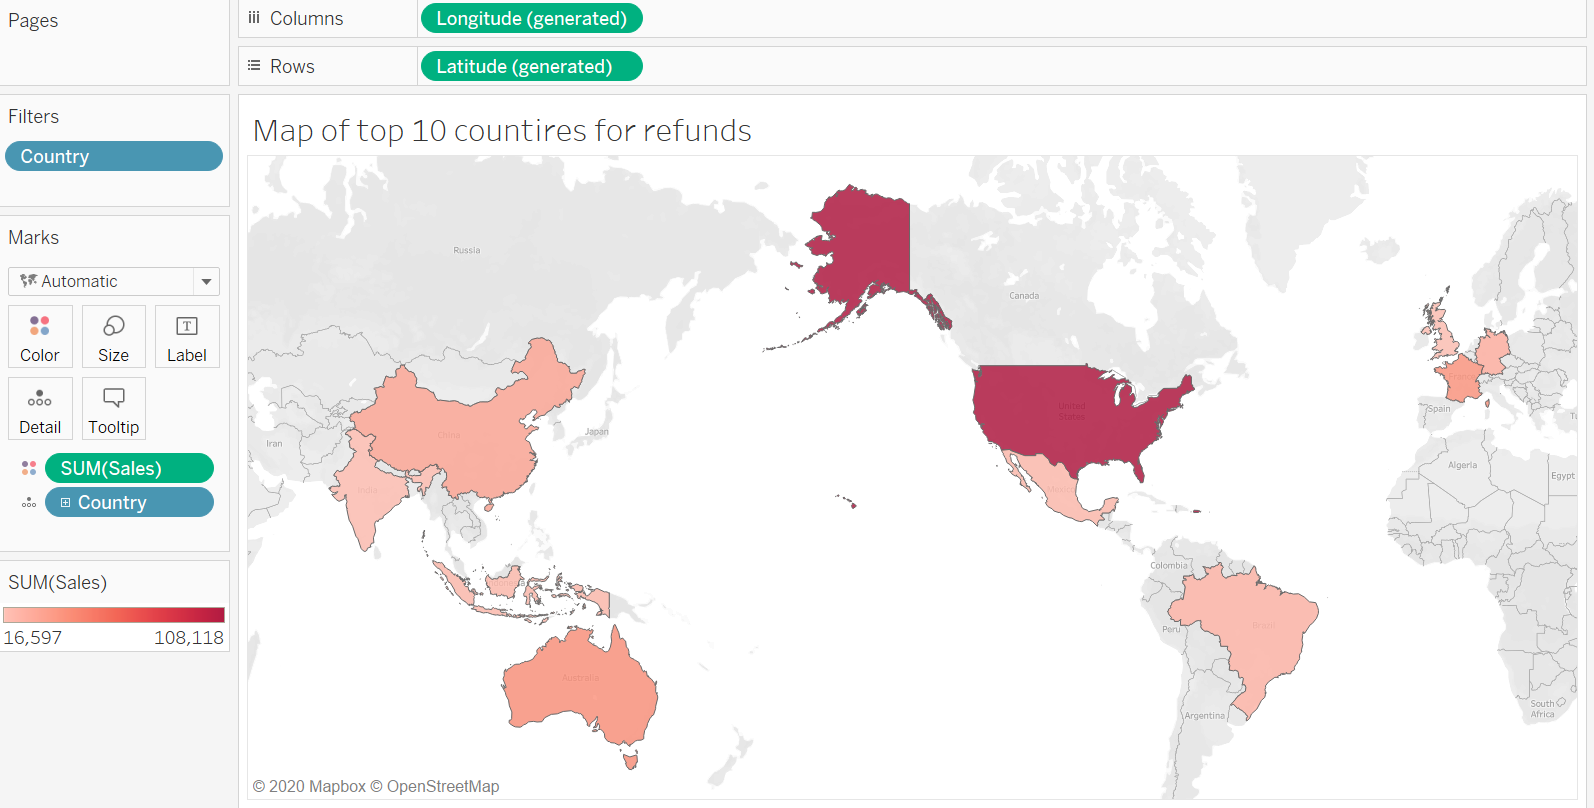 Pages
Columns
Longitude (generated)
Rows
Latitude (generated)
Filters
Country
Marks
Automatic
Color
Size
T
Label
Detail
Tooltip
SUM(Sales)
Country
SUM(Sales)
16,597
108,118
Map of top 10 countires for refunds
Russia
Canada
United
States
China
Japan
Iran
India
Mexico
Spain
France
Algeria
Egypt
Colombia
Indonesia
Peru
Brazil
Australia
Argentina
South
Africa
© 2020 Mapbox © OpenStreetMap